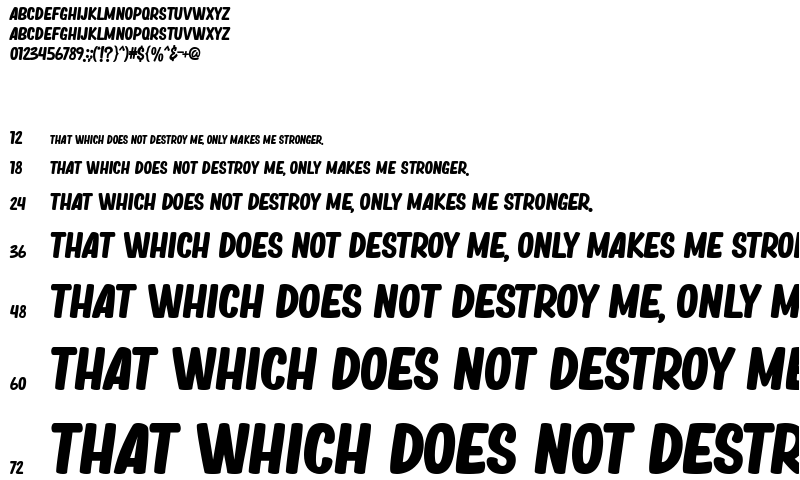 ABCDEFGHIJKLMNOPQRSTUVWXYZ
ABCDEFGHIJKLMNOPQRSTUVWXYZ
0123456789.:;("!?)^)#$(%^&-+@
12 THAT WHICH DOES NOT DESTROY ME, ONLY MAKES ME STRONGER.
18 THAT WHICH DOES NOT DESTROY ME, ONLY MAKES ME STRONGER.
24 THAT WHICH DOES NOT DESTROY ME, ONLY MAKES ME STRONGER.
36 THAT WHICH DOES NOT DESTROY ME, ONLY MAKES ME STRO
48 THAT WHICH DOES NOT DESTROY ME, ONLY M
60 THAT WHICH DOES NOT DESTROY ME
72 THAT WHICH DOES NOT DESTR